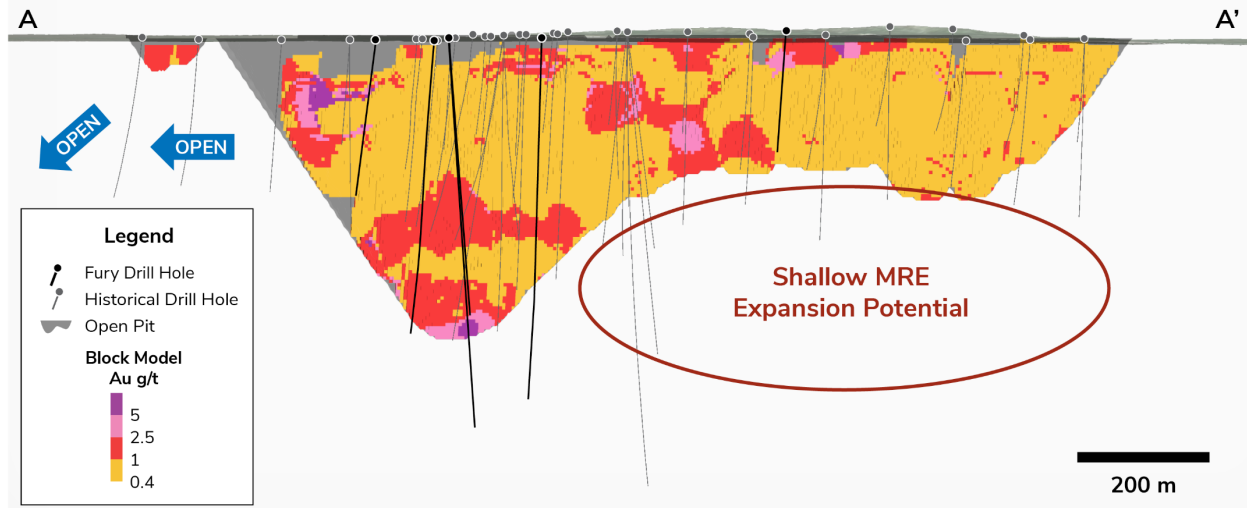 A
A'
OPEN
OPEN
Legend
Fury Drill Hole
Historical Drill Hole
Open Pit
Block Model
Au g/t
5
2.5
1
0.4
Shallow MRE
Expansion Potential
200 m